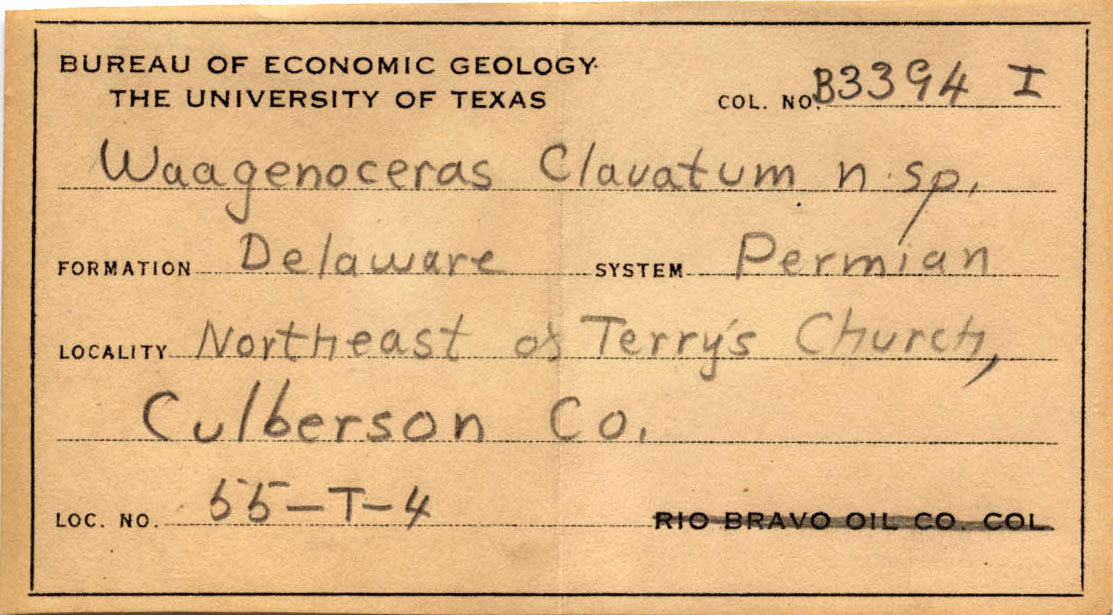 BUREAU OF ECONOMIC GEOLOGY
THE UNIVERSITY OF TEXAS
COL. NO. B3394 I
Waagenoceras Clavatum n. sp.
FORMATION Delaware SYSTEM Permian
LOCALITY Northeast of Terry's Church,
Culberson Co.
LOC. NO. 55-T-4 RIO BRAVO OIL CO. COL.